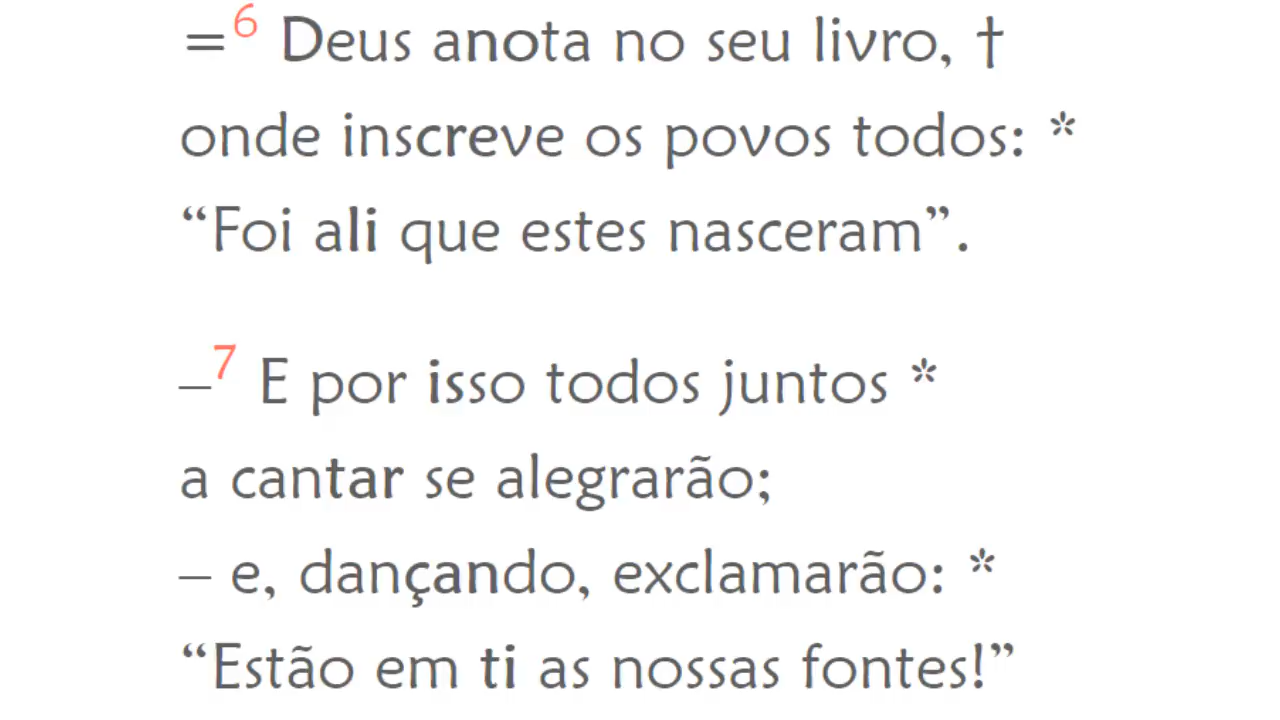 =6 Deus anota no seu livro, †
onde inscreve os povos todos: *
“Foi ali que estes nasceram”.
–7 E por isso todos juntos *
a cantar se alegrarão;
– e, dançando, exclamarão: *
“Estão em ti as nossas fontes!”